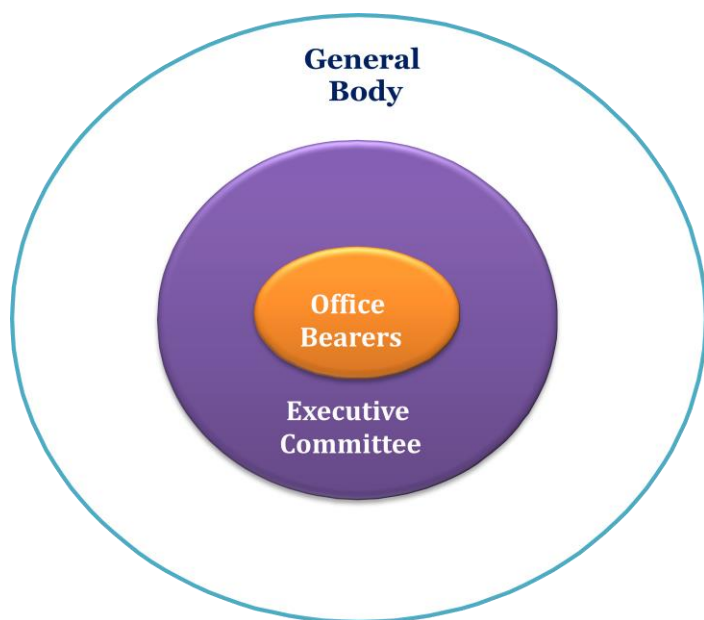 General
Body
Office
Bearers
Executive
Committee